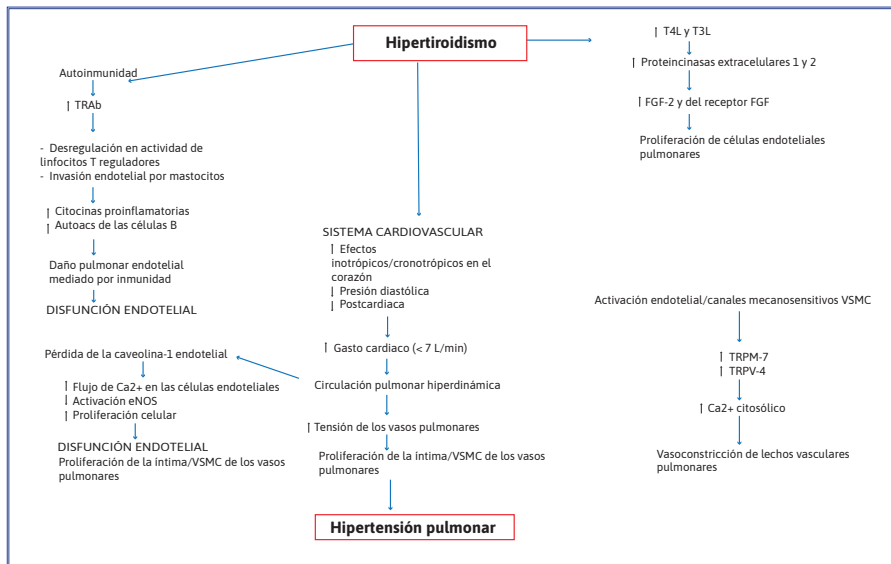 Hipertiroidismo
Autoinmunidad
↑ TRAb
- Desregulación en actividad de
linfocitos T reguladores
- Invasión endotelial por mastocitos
↑ Citocinas proinflamatorias
↑ Autoacs de las células B
Daño pulmonar endotelial
mediado por inmunidad
DISFUNCIÓN ENDOTELIAL
Pérdida de la caveolina-1 endotelial
↑ Flujo de Ca2+ en las células endoteliales
↓ Activación eNOS
↑ Proliferación celular
DISFUNCIÓN ENDOTELIAL
Proliferación de la íntima/VSMC de los vasos
pulmonares
SISTEMA CARDIOVASCULAR
↑ Efectos
inotrópicos/cronotrópicos en el
corazón
↓ Presión diastólica
↓ Postcardiaca
↑ Gasto cardiaco (< 7 L/min)
Circulación pulmonar hiperdinámica
↑ Tensión de los vasos pulmonares
Proliferación de la íntima/VSMC de los vasos
pulmonares
Hipertensión pulmonar
↑ T4L y T3L
↑ Proteincinasas extracelulares 1 y 2
↑ FGF-2 y del receptor FGF
Proliferación de células endoteliales
pulmonares
Activación endotelial/canales mecanosensitivos VSMC
↑ TRPM-7
↑ TRPV-4
↑ Ca2+ citosólico
Vasoconstricción de lechos vasculares
pulmonares